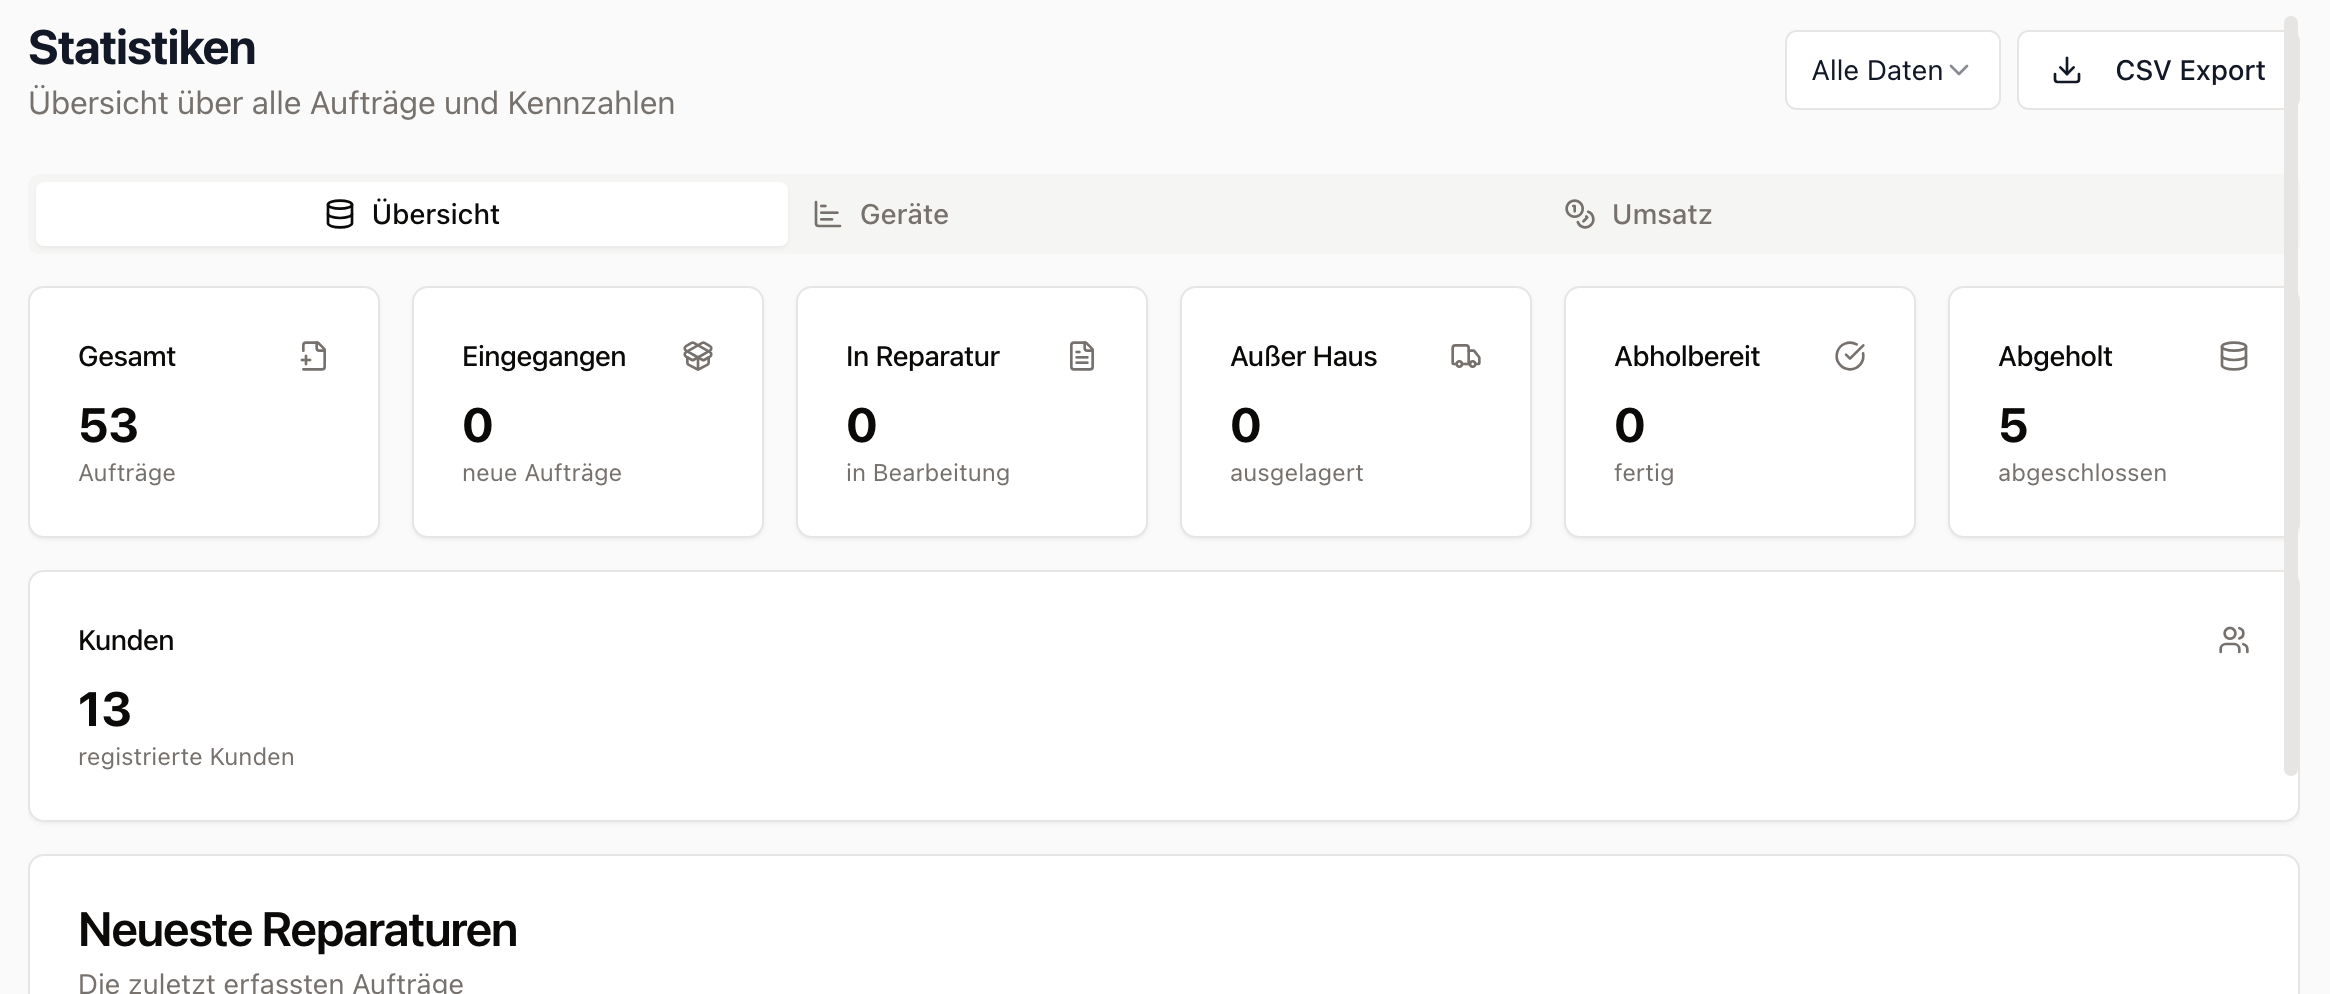 Statistiken
Übersicht über alle Aufträge und Kennzahlen
Alle Daten
CSV Export
Übersicht
Geräte
Umsatz
Gesamt
53
Aufträge
Eingegangen
0
neue Aufträge
In Reparatur
0
in Bearbeitung
Außer Haus
0
ausgelagert
Abholbereit
0
fertig
Abgeholt
5
abgeschlossen
Kunden
13
registrierte Kunden
Neueste Reparaturen
Die zuletzt erfassten Aufträge